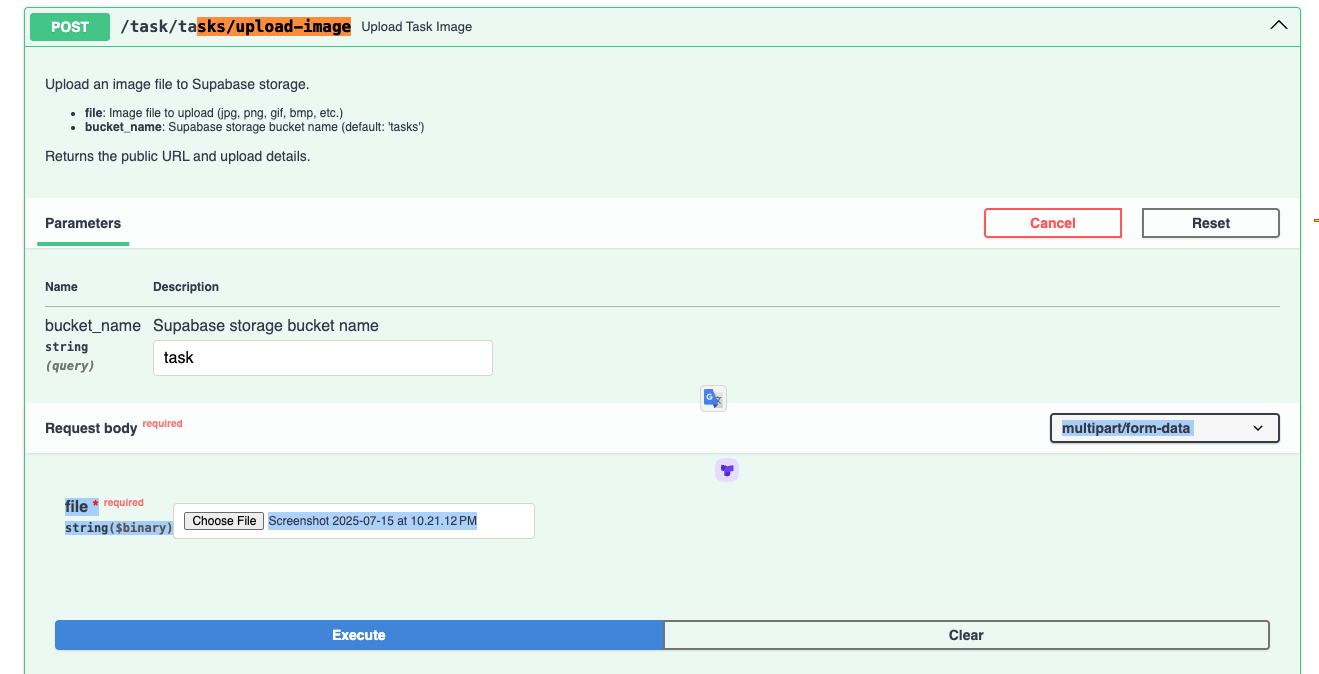 POST /task/tasks/upload-image Upload Task Image
Upload an image file to Supabase storage.
• file: Image file to upload (jpg, png, gif, bmp, etc.)
• bucket_name: Supabase storage bucket name (default: 'tasks')
Returns the public URL and upload details.
Parameters Cancel Reset
Name Description
bucket_name Supabase storage bucket name
string
(query)
task
Request body required multipart/form-data
file * required
string($binary)
Choose File Screenshot 2025-07-15 at 10.21.12 PM
Execute Clear